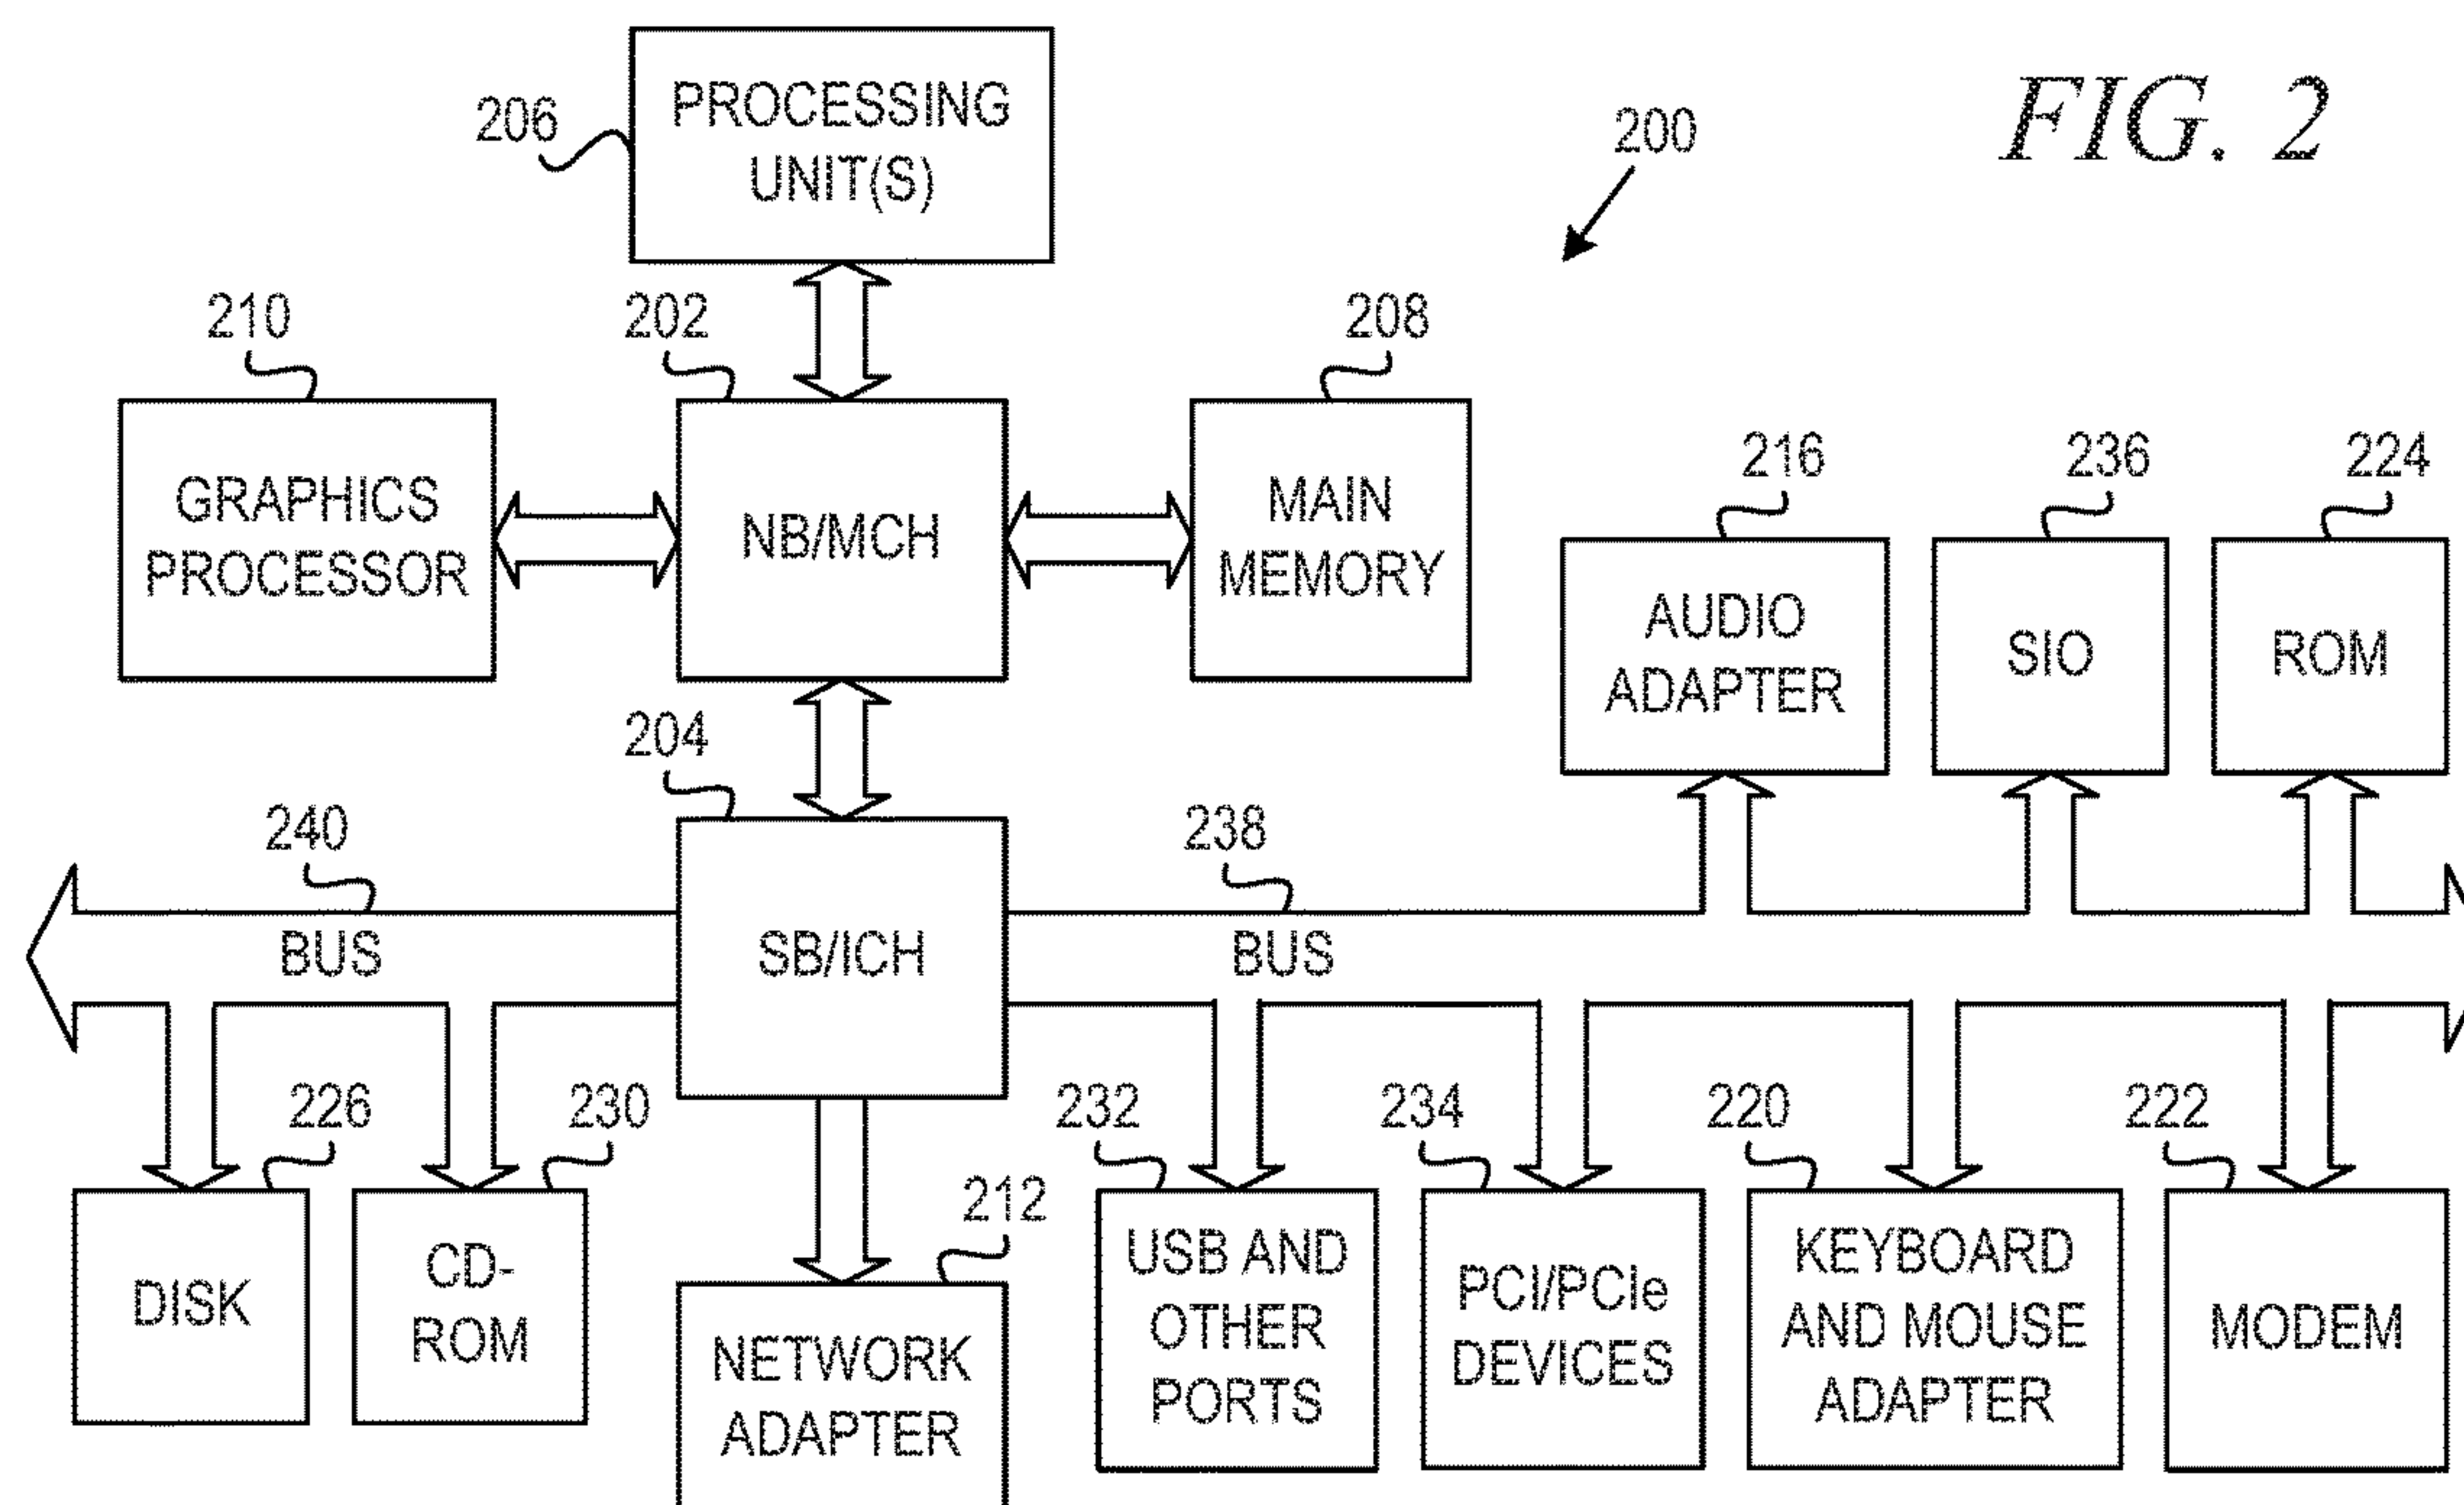 FIG. 2
200
206
PROCESSING
UNIT(S)
210
202
208
GRAPHICS
PROCESSOR
NB/MCH
MAIN
MEMORY
216
236
224
AUDIO
ADAPTER
SIO
ROM
204
240
238
BUS
SB/ICH
BUS
226
230
212
232
234
220
222
DISK
CD-
ROM
NETWORK
ADAPTER
USB AND
OTHER
PORTS
PCI/PCIe
DEVICES
KEYBOARD
AND MOUSE
ADAPTER
MODEM